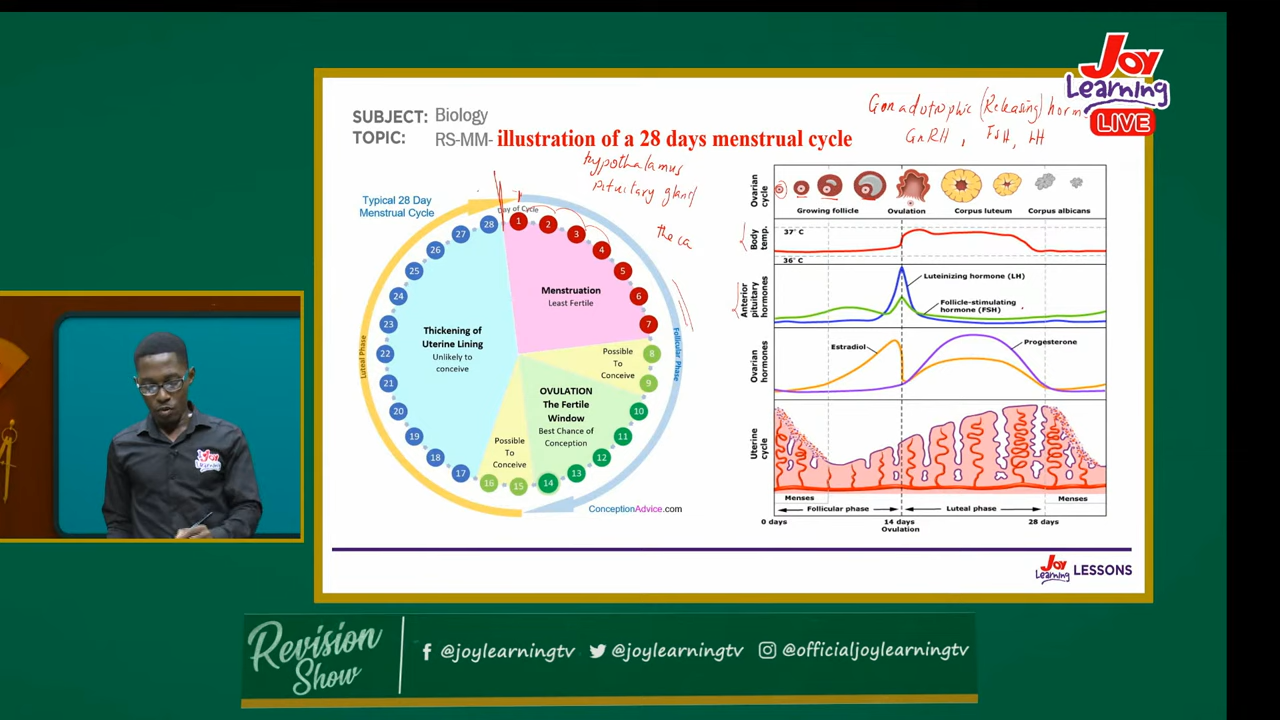 Joy
Learning
LIVE
SUBJECT: Biology
TOPIC: RS-MM- illustration of a 28 days menstrual cycle
Gonadotrophic (Releasing) horm
GnRH , FSH, LH
hypothalamus
pituitary gland
the ca
Typical 28 Day
Menstrual Cycle
Day of Cycle
1
2
3
4
5
6
7
8
9
10
11
12
13
14
15
16
17
18
19
20
21
22
23
24
25
26
27
28
Menstruation
Least Fertile
Possible
To
Conceive
OVULATION
The Fertile
Window
Best Chance of
Conception
Possible
To
Conceive
Thickening of
Uterine Lining
Unlikely to
conceive
Luteal Phase
Follicular Phase
ConceptionAdvice.com
Ovarian
cycle
Growing follicle
Ovulation
Corpus luteum
Corpus albicans
Body
temp.
37° C
36° C
Anterior
pituitary
hormones
Luteinizing hormone (LH)
Follicle-stimulating
hormone (FSH)
Ovarian
hormones
Estradiol
Progesterone
Uterine
cycle
Menses
Menses
Follicular phase
Luteal phase
0 days
14 days
28 days
Ovulation
Joy
Learning
LESSONS
Joy
Learning
Revision
Show
@joylearningtv
@joylearningtv
@officialjoylearningtv